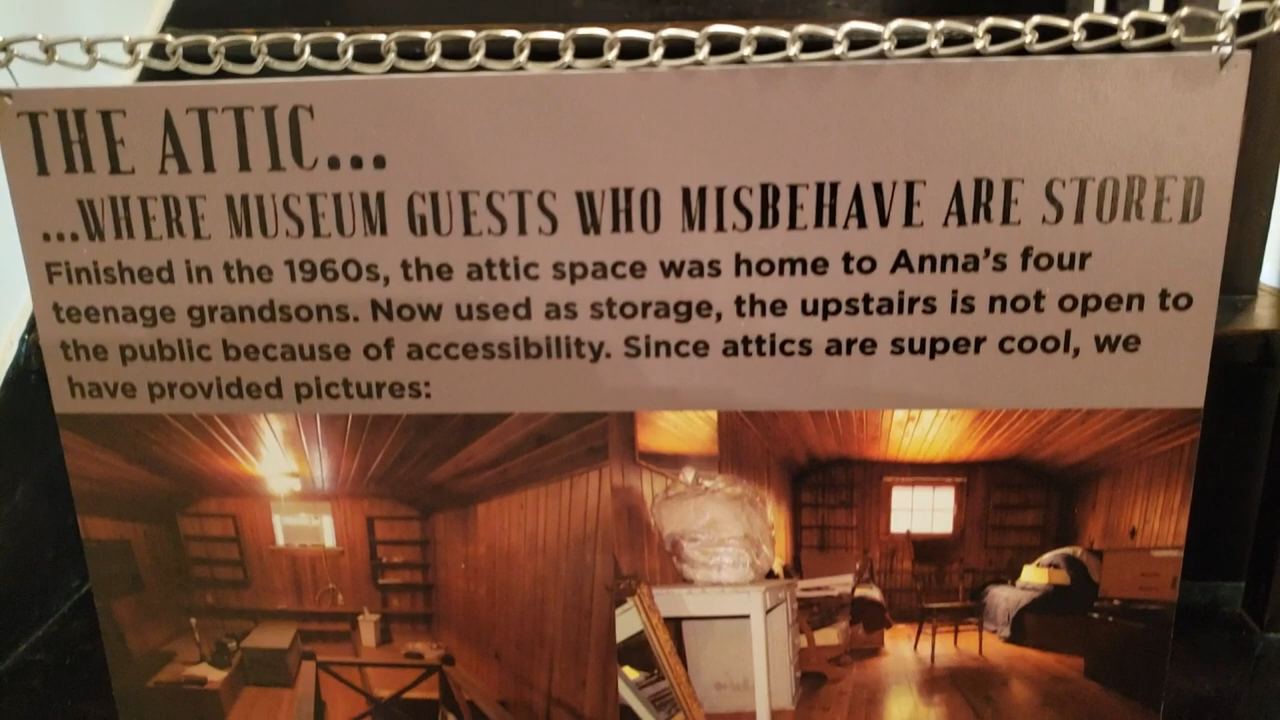 THE ATTIC...
...WHERE MUSEUM GUESTS WHO MISBEHAVE ARE STORED
Finished in the 1960s, the attic space was home to Anna's four
teenage grandsons. Now used as storage, the upstairs is not open to
the public because of accessibility. Since attics are super cool, we
have provided pictures: